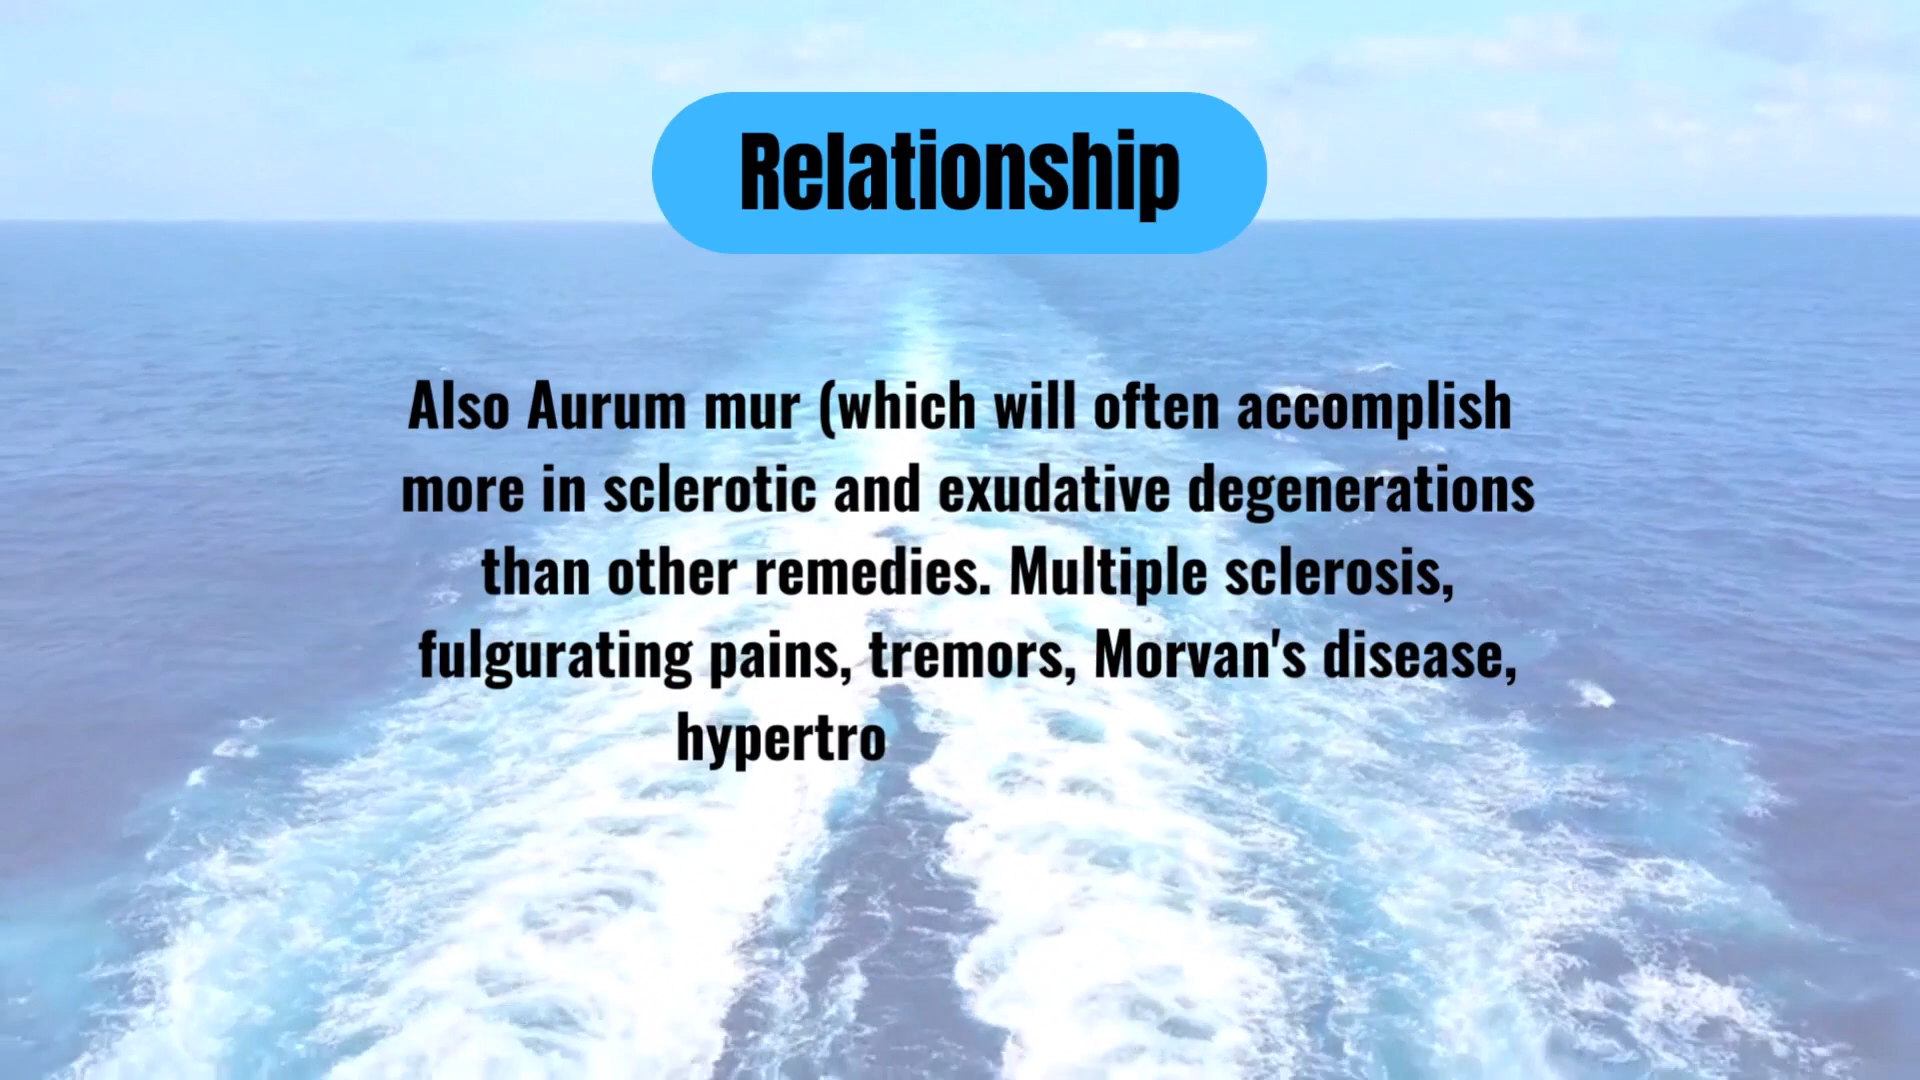 Relationship
Also Aurum mur (which will often accomplish
more in sclerotic and exudative degenerations
than other remedies. Multiple sclerosis,
fulgurating pains, tremors, Morvan's disease,
hypertro